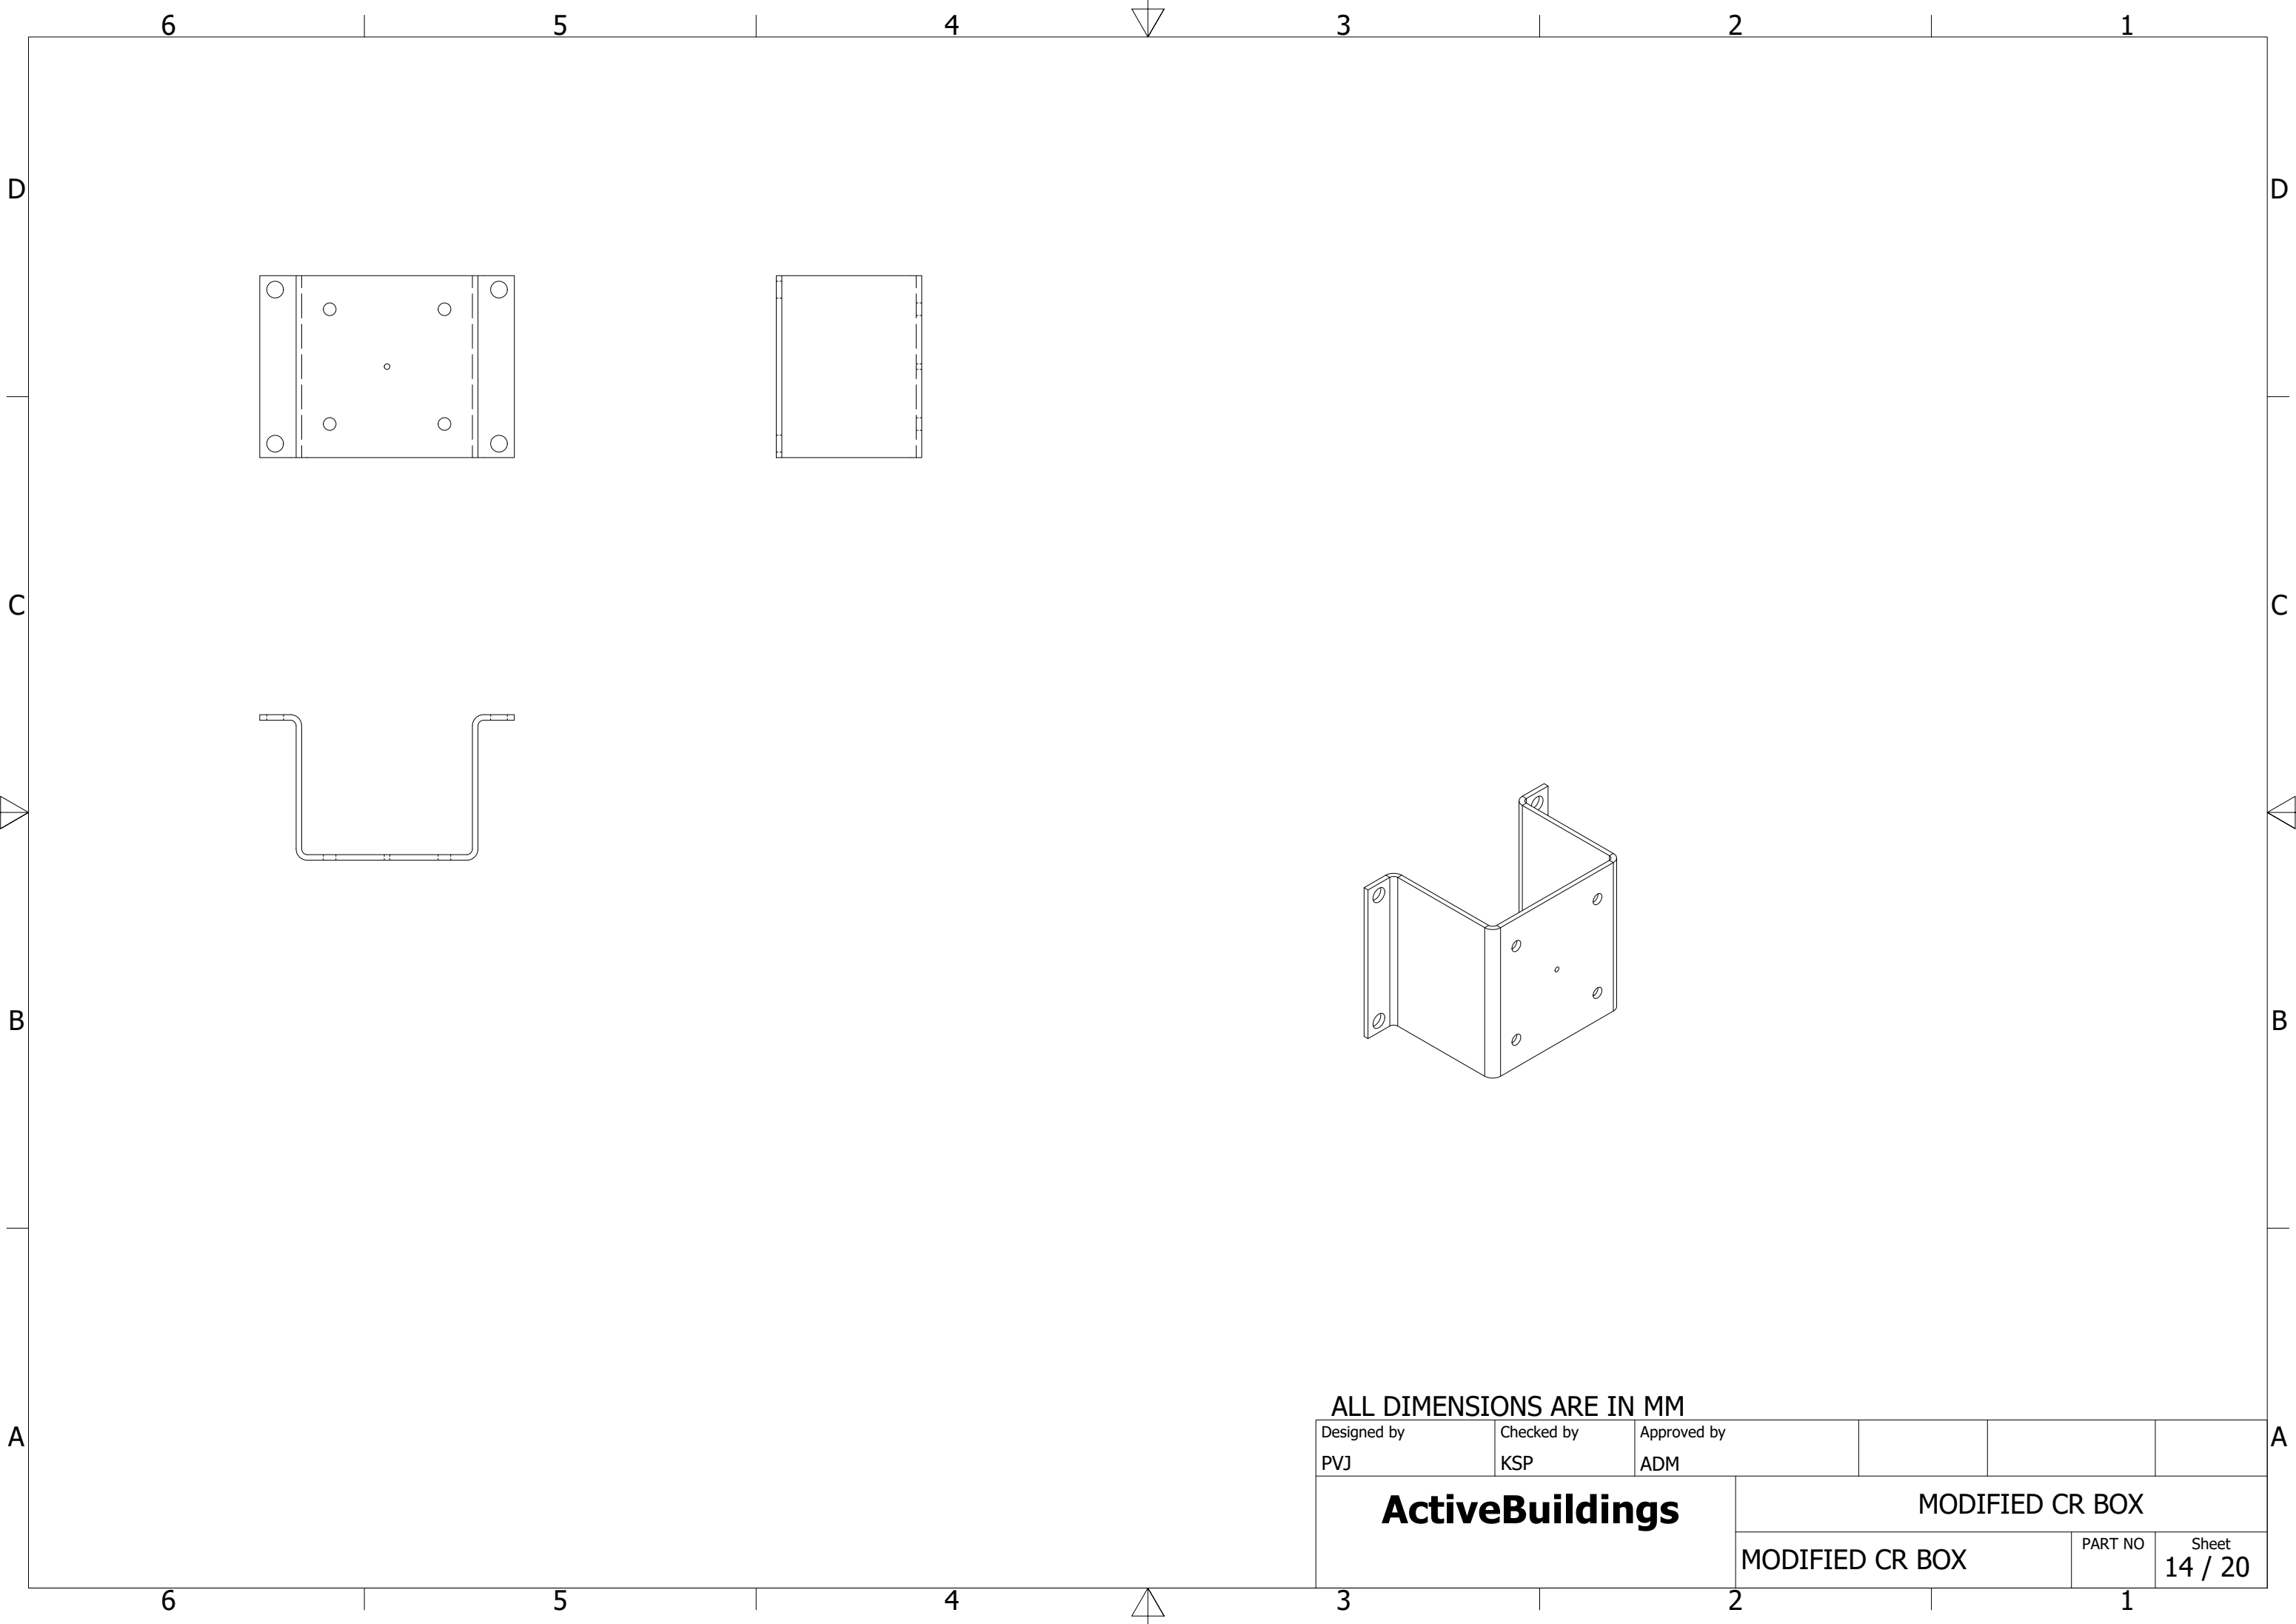 6 5 4 3 2 1
D D
C C
B B
ALL DIMENSIONS ARE IN MM
A A
Designed by Checked by Approved by
PVJ KSP ADM
ActiveBuildings
MODIFIED CR BOX
MODIFIED CR BOX
PART NO
Sheet
14 / 20
6 5 4 3 2 1